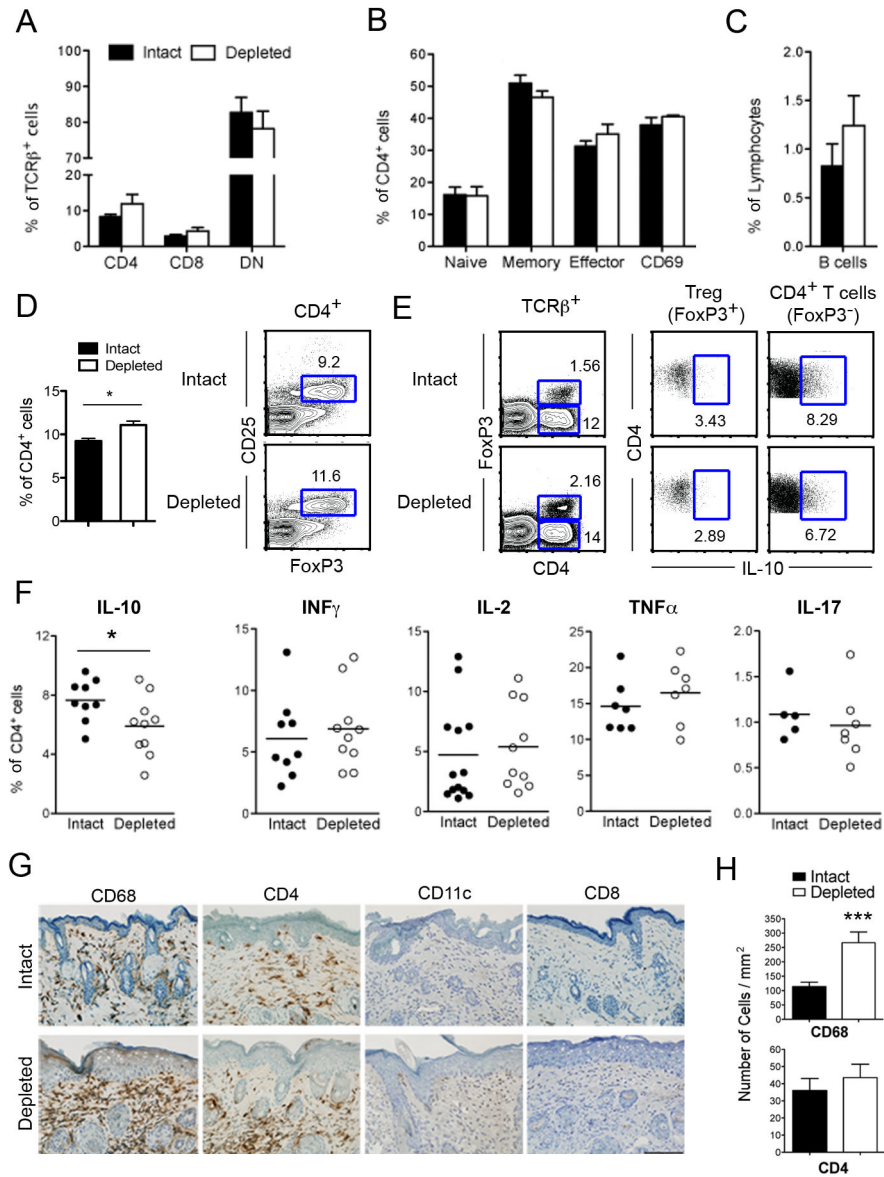 A
Intact
Depleted
% of TCRβ+ cells
100
90
80
70
20
10
0
CD4
CD8
DN
B
% of CD4+ cells
60
50
40
30
20
10
0
Naive
Memory
Effector
CD69
C
% of Lymphocytes
2.0
1.5
1.0
0.5
0.0
B cells
D
Intact
Depleted
% of CD4+ cells
20
15
10
5
0
*
CD4+
Intact
9.2
CD25
Depleted
11.6
FoxP3
E
TCRβ+
Treg
(FoxP3+)
CD4+ T cells
(FoxP3-)
Intact
1.56
12
3.43
8.29
FoxP3
CD4
Depleted
2.16
14
2.89
6.72
CD4
IL-10
F
IL-10
INFγ
IL-2
TNFα
IL-17
% of CD4+ cells
12
8
4
0
*
Intact Depleted
15
10
5
0
Intact Depleted
15
10
5
0
Intact Depleted
25
20
15
10
5
0
Intact Depleted
2.0
1.5
1.0
0.5
0.0
Intact Depleted
G
CD68
CD4
CD11c
CD8
Intact
Depleted
H
Intact
Depleted
Number of Cells / mm2
350
300
250
200
150
100
50
0
***
CD68
60
50
40
30
20
10
0
CD4